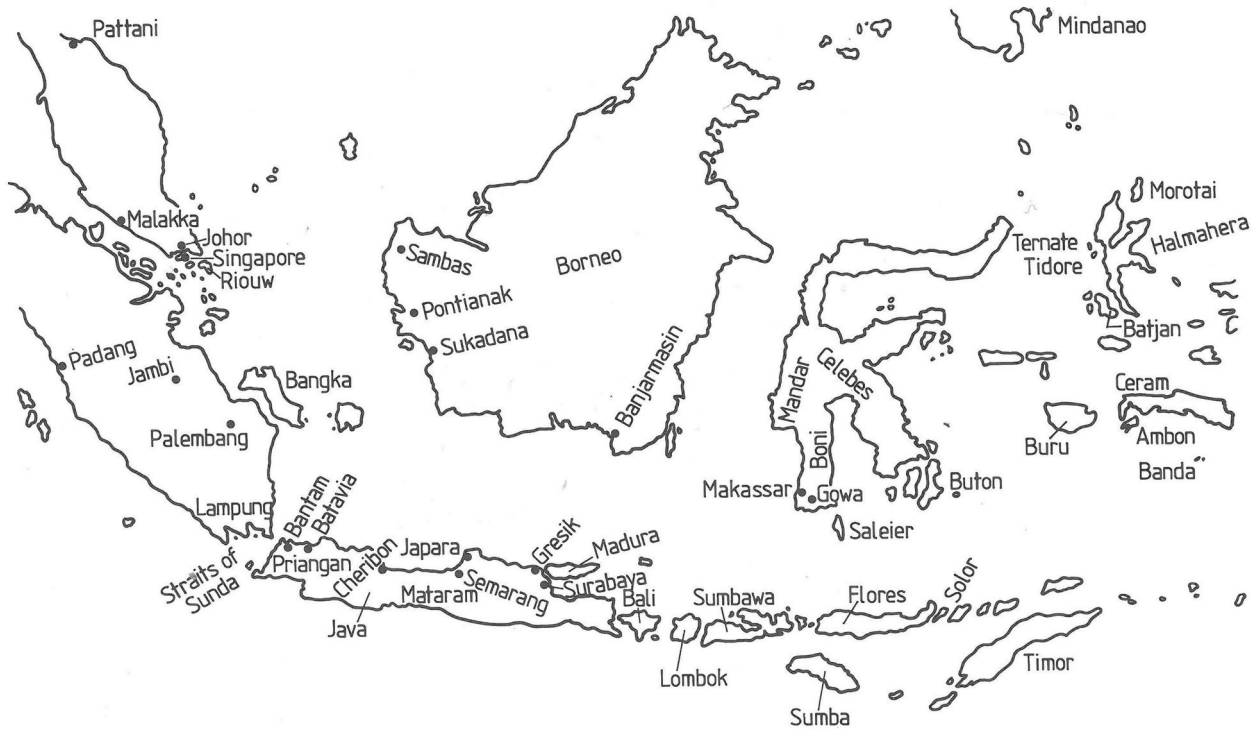 Pattani
Mindanao
Malakka
Johor
Singapore
Riouw
Sambas
Borneo
Morotai
Halmahera
Ternate
Tidore
Pontianak
Sukadana
Batjan
Padang
Jambi
Bangka
Banjarmasin
Mandar
Celebes
Ceram
Palembang
Boni
Buru
Ambon
Banda
Makassar
Gowa
Buton
Lampung
Saleier
Bantam
Batavia
Straits of
Sunda
Priangan
Cheribon
Japara
Gresik
Madura
Mataram
Semarang
Surabaya
Java
Bali
Sumbawa
Flores
Solor
Lombok
Timor
Sumba